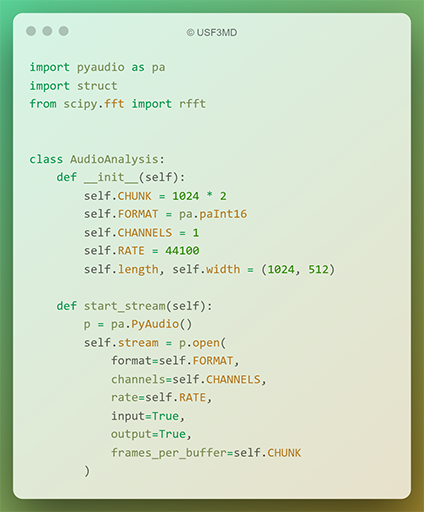 © USF3MD
import pyaudio as pa
import struct
from scipy.fft import rfft
class AudioAnalysis:
    def __init__(self):
        self.CHUNK = 1024 * 2
        self.FORMAT = pa.paInt16
        self.CHANNELS = 1
        self.RATE = 44100
        self.length, self.width = (1024, 512)
    def start_stream(self):
        p = pa.PyAudio()
        self.stream = p.open(
            format=self.FORMAT,
            channels=self.CHANNELS,
            rate=self.RATE,
            input=True,
            output=True,
            frames_per_buffer=self.CHUNK
        )